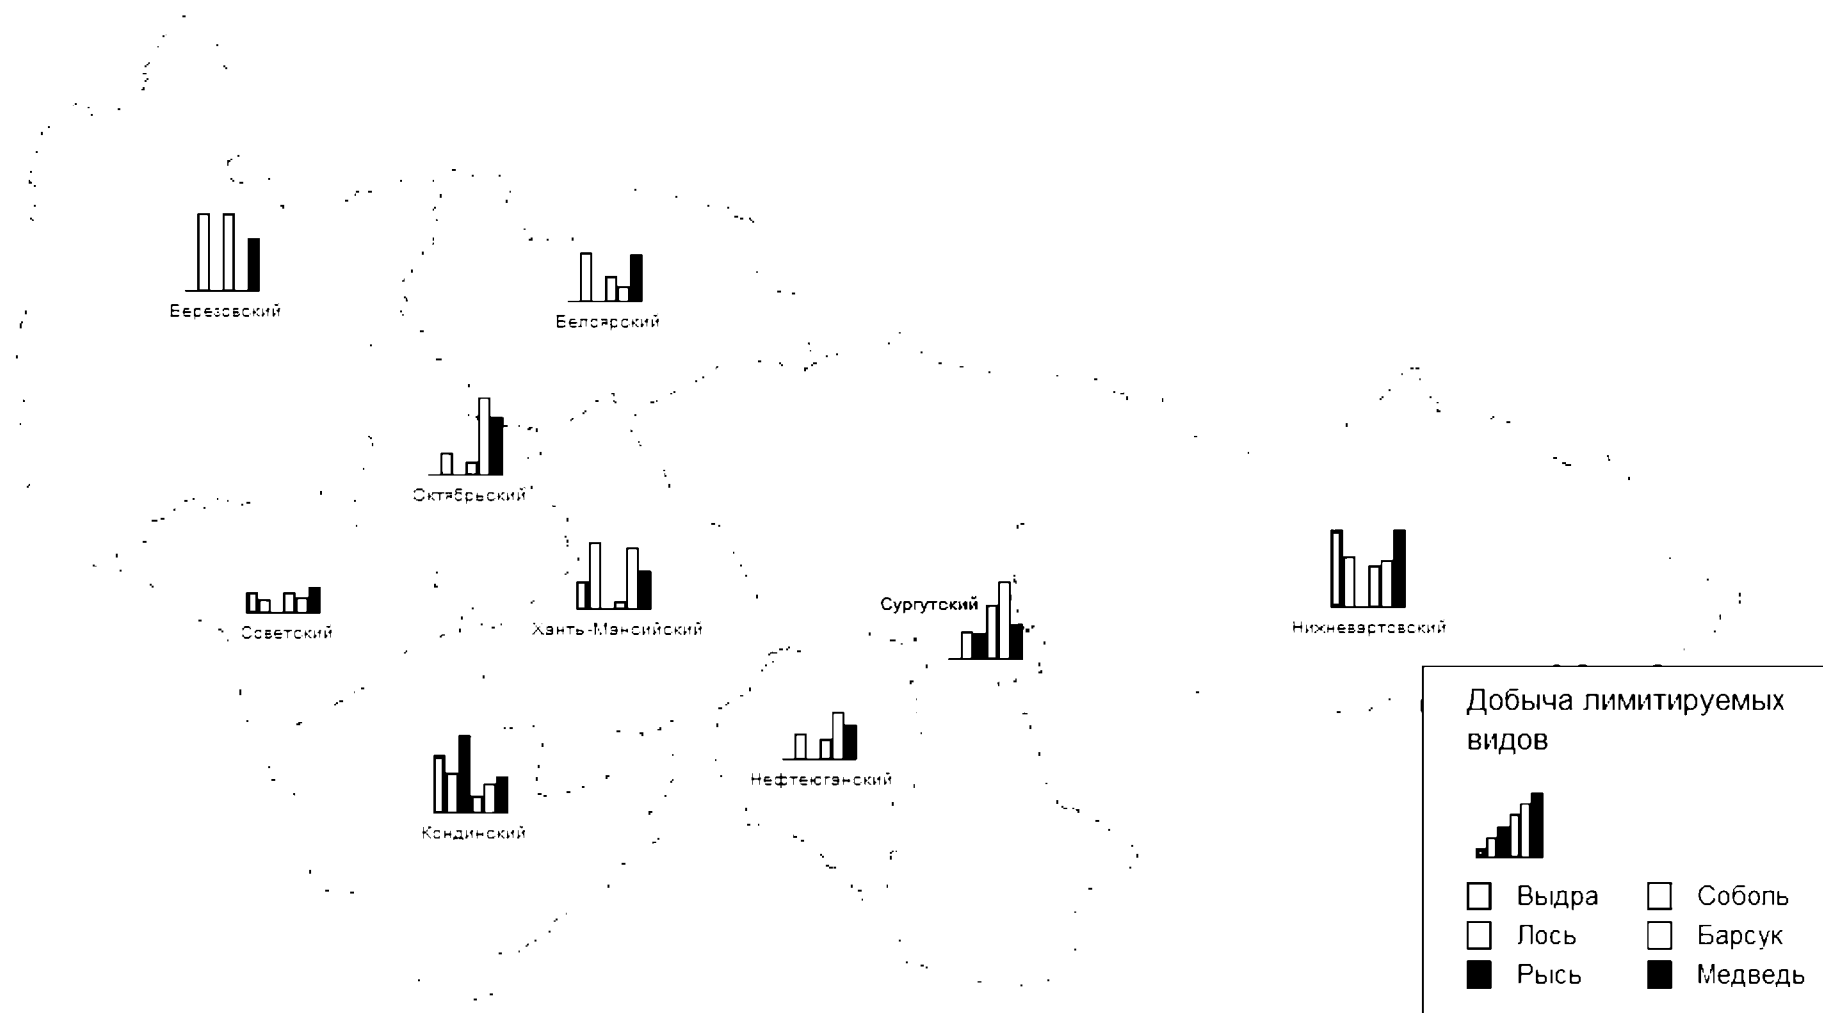 Березовский
Белоярский
Октябрьский
Советский
Ханты-Мансийский
Сургутский
Нижневартовский
Нефтеюганский
Кондинский
Добыча лимитируемых
видов
Выдра
Соболь
Лось
Барсук
Рысь
Медведь